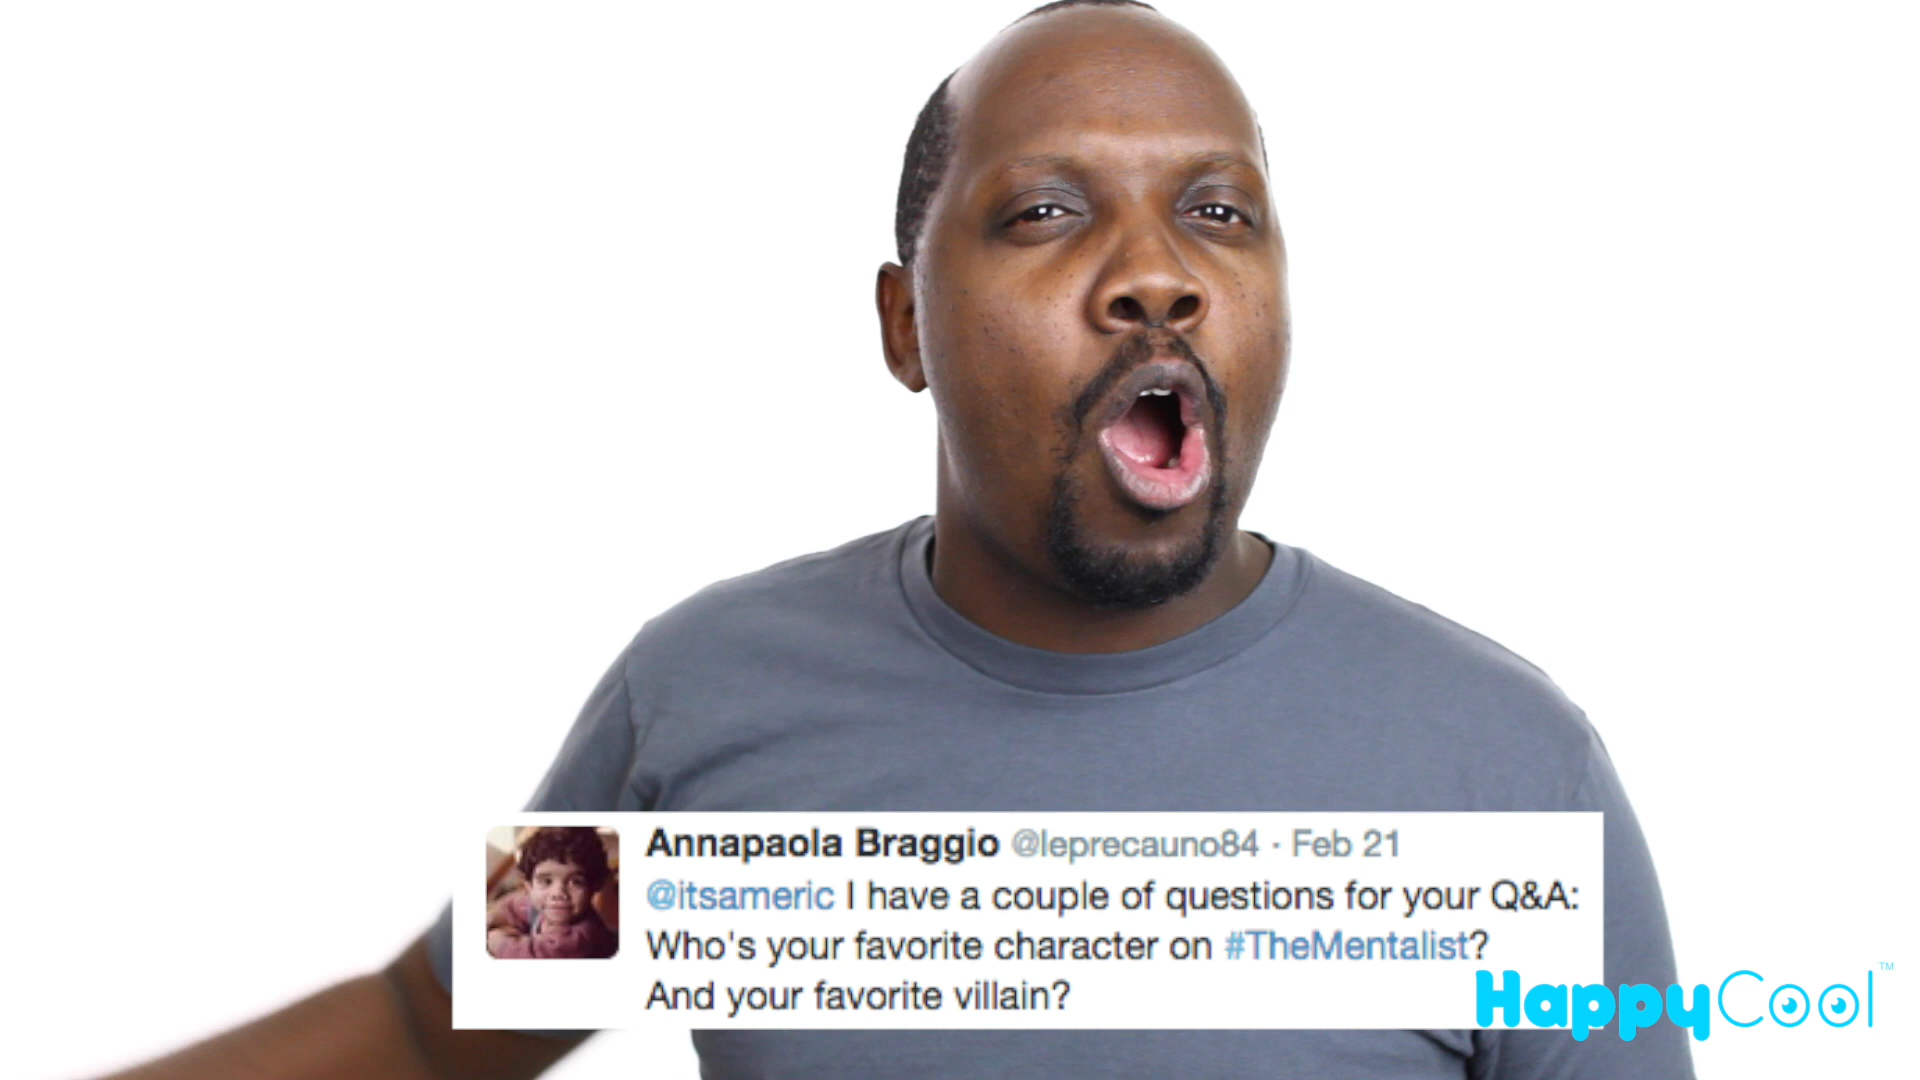 Annapaola Braggio @leprecauno84 · Feb 21
@itsameric I have a couple of questions for your Q&A:
Who's your favorite character on #TheMentalist?
And your favorite villain?
HappyCool™